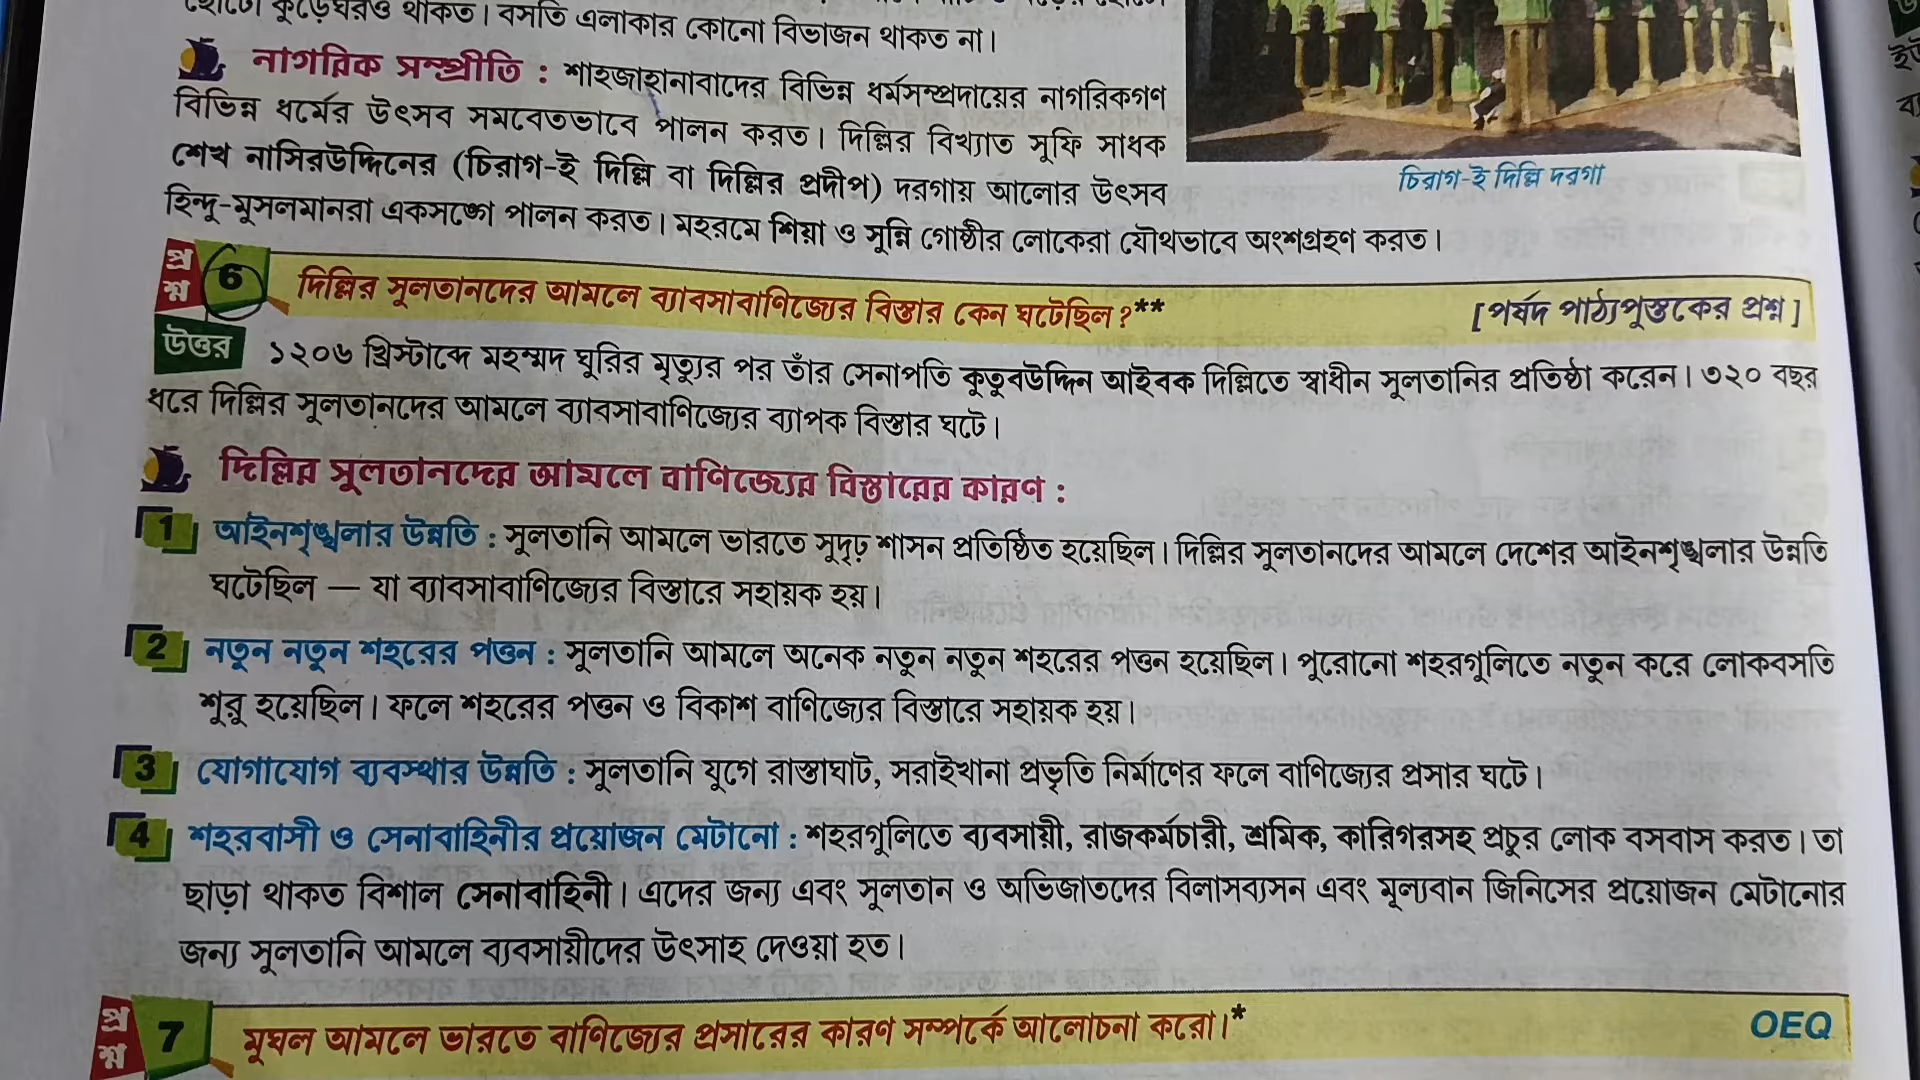 ছোটো কুঁড়েঘরও থাকত। বসতি এলাকার কোনো বিভাজন থাকত না।
নাগরিক সম্প্রীতি : শাহজাহানাবাদের বিভিন্ন ধর্মসম্প্রদায়ের নাগরিকগণ
বিভিন্ন ধর্মের উৎসব সমবেতভাবে পালন করত। দিল্লির বিখ্যাত সুফি সাধক
শেখ নাসিরউদ্দিনের (চিরাগ-ই দিল্লি বা দিল্লির প্রদীপ) দরগায় আলোর উৎসব
হিন্দু-মুসলমানরা একসঙ্গে পালন করত। মহরমে শিয়া ও সুন্নি গোষ্ঠীর লোকেরা যৌথভাবে অংশগ্রহণ করত।
চিরাগ-ই দিল্লি দরগা
প্রশ্ন 6 দিল্লির সুলতানদের আমলে ব্যাবসাবাণিজ্যের বিস্তার কেন ঘটেছিল?** [পর্ষদ পাঠ্যপুস্তকের প্রশ্ন]
উত্তর ১২০৬ খ্রিস্টাব্দে মহম্মদ ঘুরির মৃত্যুর পর তাঁর সেনাপতি কুতুবউদ্দিন আইবক দিল্লিতে স্বাধীন সুলতানির প্রতিষ্ঠা করেন। ৩২০ বছর
ধরে দিল্লির সুলতানদের আমলে ব্যাবসাবাণিজ্যের ব্যাপক বিস্তার ঘটে।
দিল্লির সুলতানদের আমলে বাণিজ্যের বিস্তারের কারণ :
1 আইনশৃঙ্খলার উন্নতি : সুলতানি আমলে ভারতে সুদৃঢ় শাসন প্রতিষ্ঠিত হয়েছিল। দিল্লির সুলতানদের আমলে দেশের আইনশৃঙ্খলার উন্নতি
ঘটেছিল — যা ব্যাবসাবাণিজ্যের বিস্তারে সহায়ক হয়।
2 নতুন নতুন শহরের পত্তন : সুলতানি আমলে অনেক নতুন নতুন শহরের পত্তন হয়েছিল। পুরোনো শহরগুলিতে নতুন করে লোকবসতি
শুরু হয়েছিল। ফলে শহরের পত্তন ও বিকাশ বাণিজ্যের বিস্তারে সহায়ক হয়।
3 যোগাযোগ ব্যবস্থার উন্নতি : সুলতানি যুগে রাস্তাঘাট, সরাইখানা প্রভৃতি নির্মাণের ফলে বাণিজ্যের প্রসার ঘটে।
4 শহরবাসী ও সেনাবাহিনীর প্রয়োজন মেটানো : শহরগুলিতে ব্যবসায়ী, রাজকর্মচারী, শ্রমিক, কারিগরসহ প্রচুর লোক বসবাস করত। তা
ছাড়া থাকত বিশাল সেনাবাহিনী। এদের জন্য এবং সুলতান ও অভিজাতদের বিলাসব্যসন এবং মূল্যবান জিনিসের প্রয়োজন মেটানোর
জন্য সুলতানি আমলে ব্যবসায়ীদের উৎসাহ দেওয়া হত।
প্রশ্ন 7 মুঘল আমলে ভারতে বাণিজ্যের প্রসারের কারণ সম্পর্কে আলোচনা করো।* OEQ